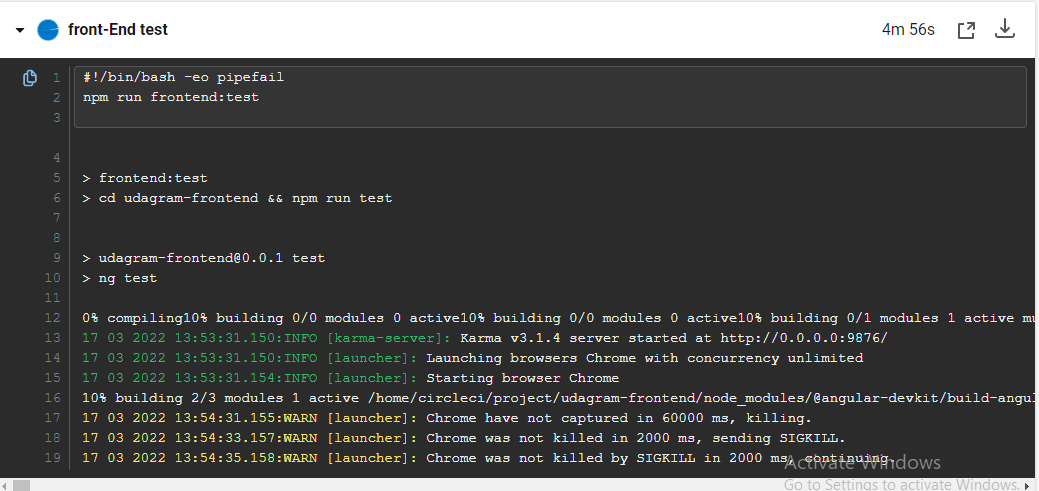 front-End test
4m 56s
1 #!/bin/bash -eo pipefail
2 npm run frontend:test
3
4
5 > frontend:test
6 > cd udagram-frontend && npm run test
7
8
9 > udagram-frontend@0.0.1 test
10 > ng test
11
12 0% compiling10% building 0/0 modules 0 active10% building 0/0 modules 0 active10% building 0/1 modules 1 active mu
13 17 03 2022 13:53:31.150:INFO [karma-server]: Karma v3.1.4 server started at http://0.0.0.0:9876/
14 17 03 2022 13:53:31.150:INFO [launcher]: Launching browsers Chrome with concurrency unlimited
15 17 03 2022 13:53:31.154:INFO [launcher]: Starting browser Chrome
16 10% building 2/3 modules 1 active /home/circleci/project/udagram-frontend/node_modules/@angular-devkit/build-angul
17 17 03 2022 13:54:31.155:WARN [launcher]: Chrome have not captured in 60000 ms, killing.
18 17 03 2022 13:54:33.157:WARN [launcher]: Chrome was not killed in 2000 ms, sending SIGKILL.
19 17 03 2022 13:54:35.158:WARN [launcher]: Chrome was not killed by SIGKILL in 2000 ms, continuing.
Activate Windows
Go to Settings to activate Windows.